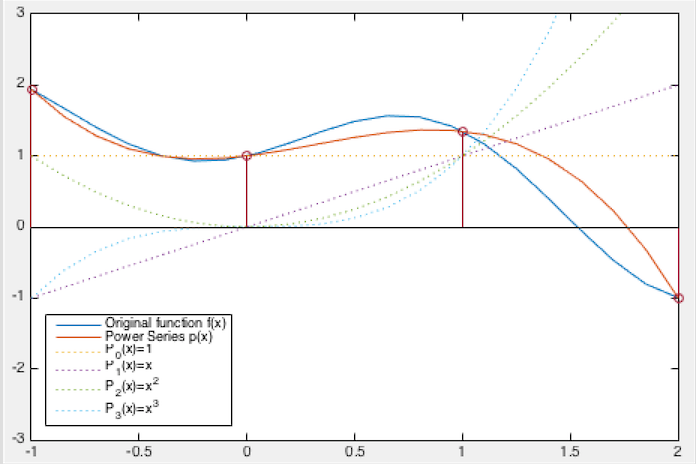 3
2
1
0
-1
-2
-3
Original function f(x)
Power Series p(x)
P0(x)=1
P1(x)=x
P2(x)=x²
P3(x)=x³
-1 -0.5 0 0.5 1 1.5 2